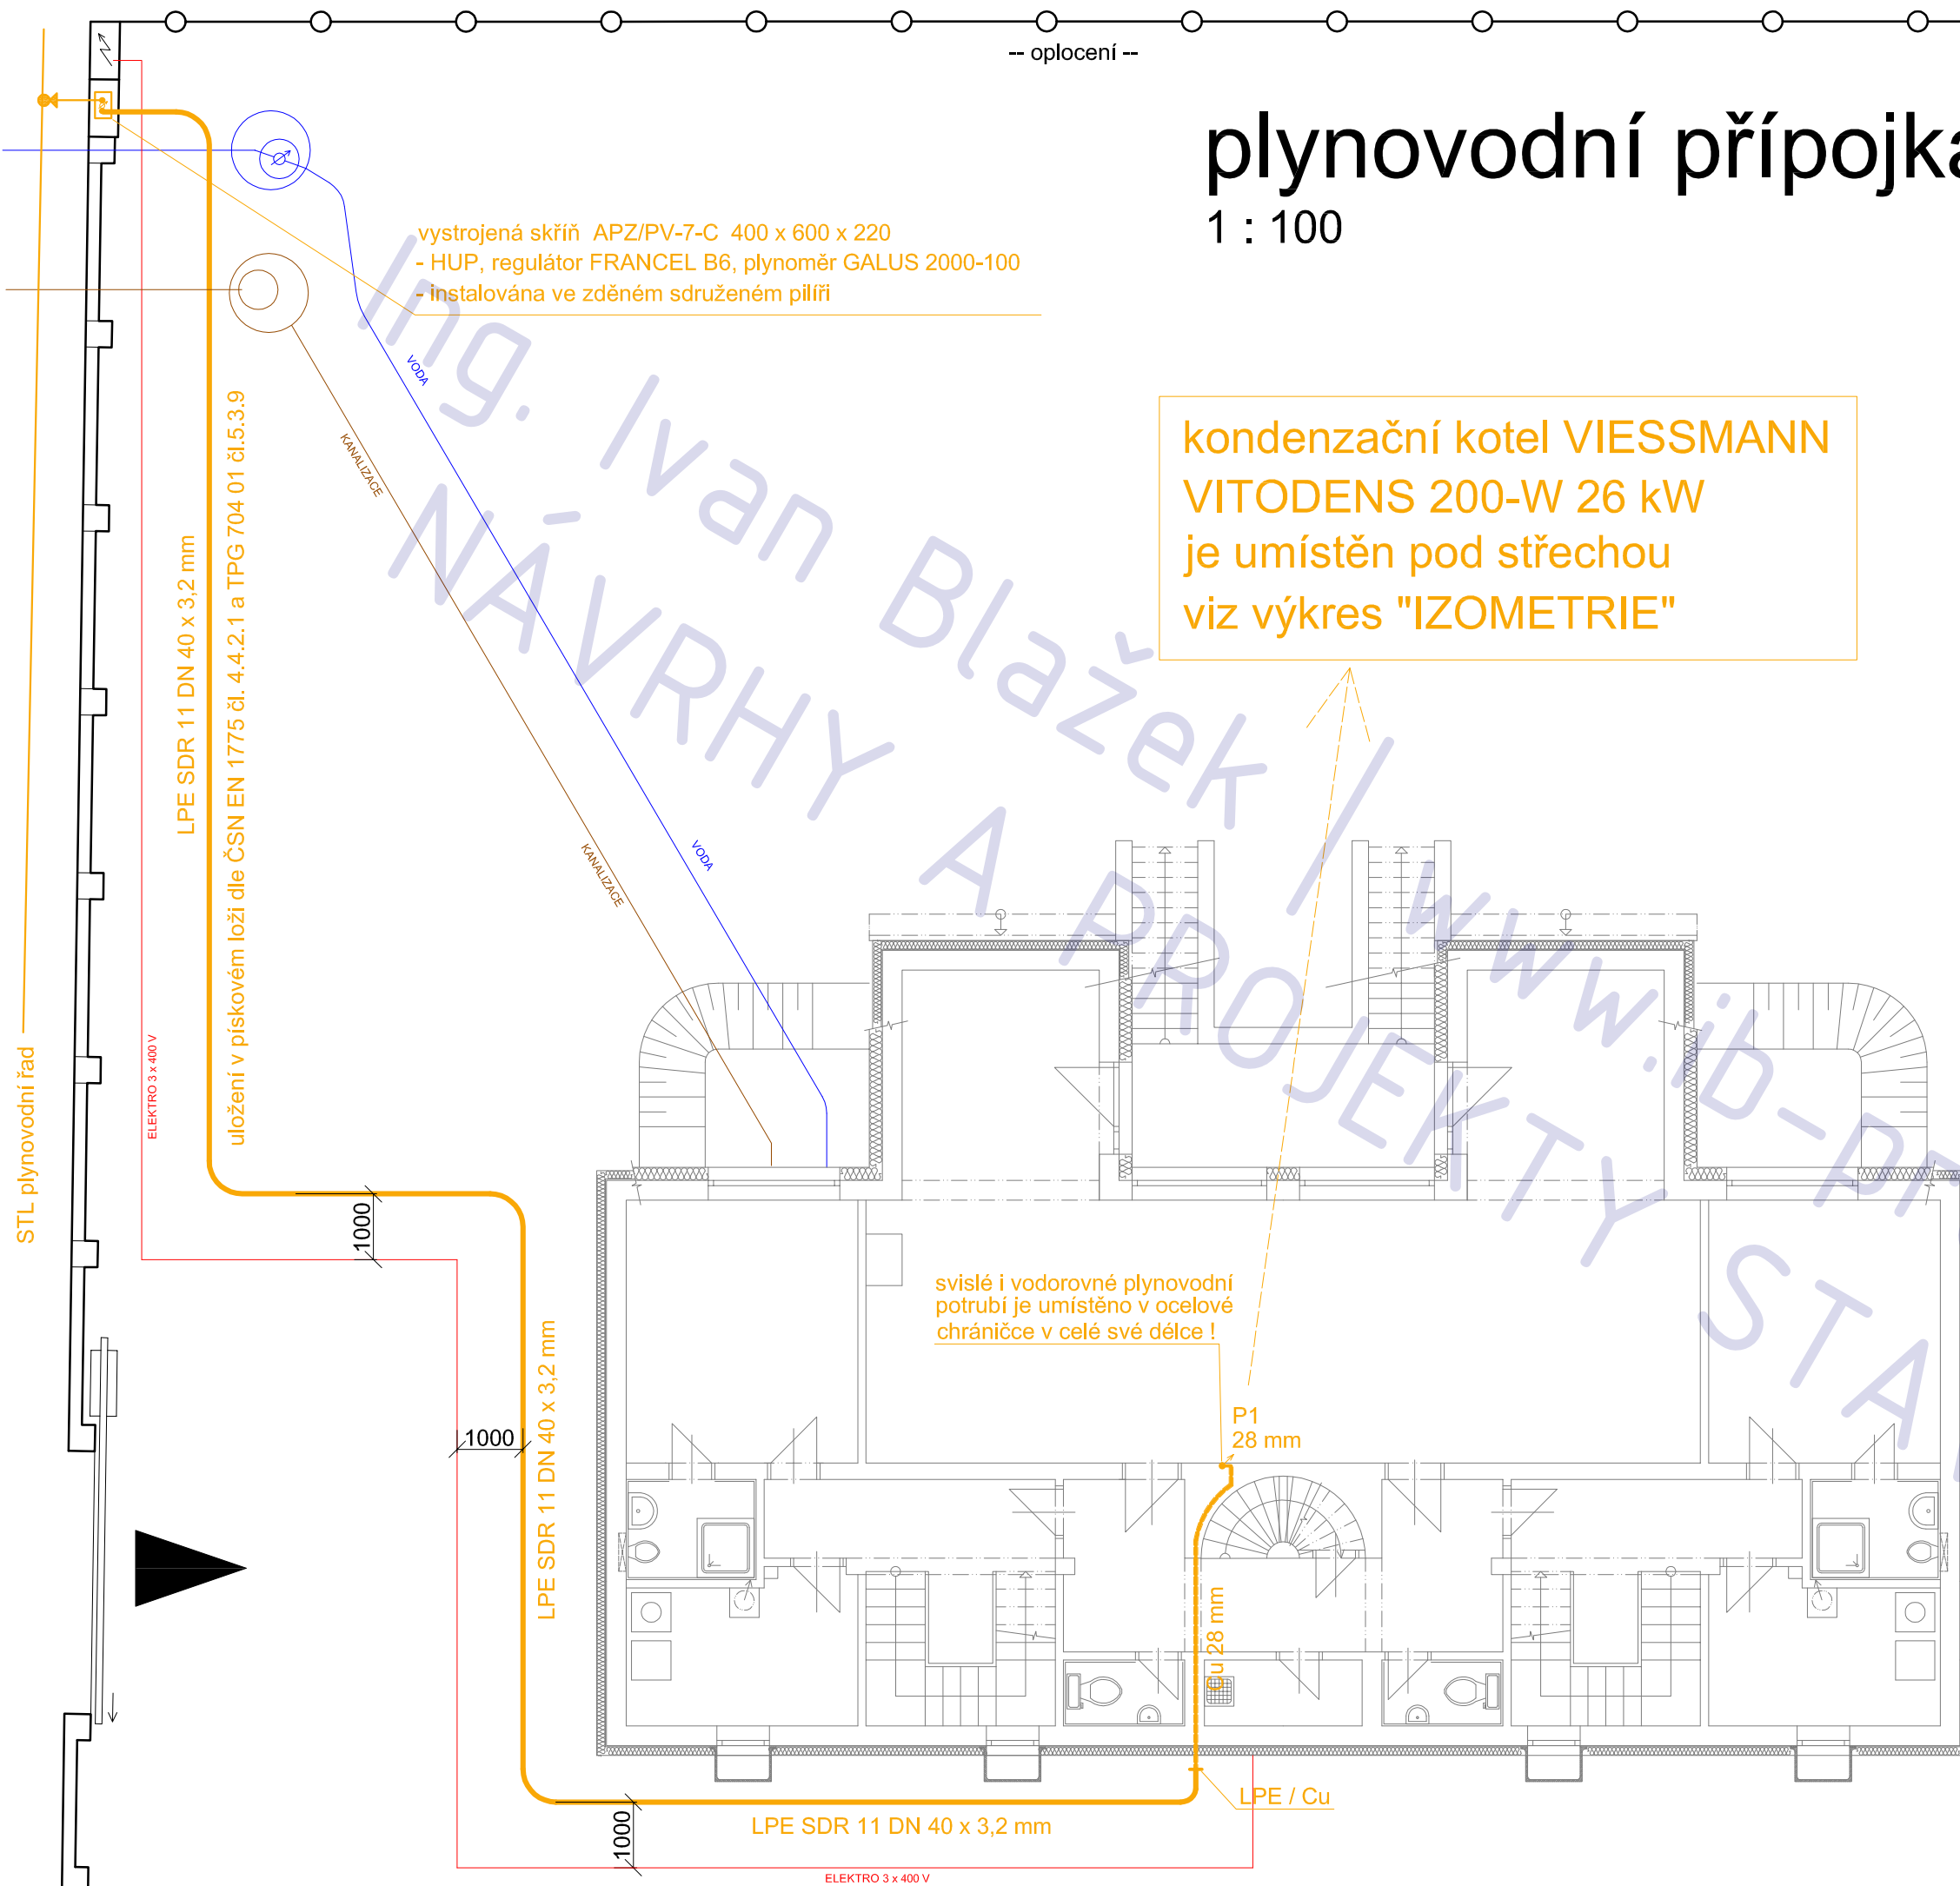 -- oplocení --
plynovodní přípojka
1 : 100
vystrojená skříň APZ/PV-7-C 400 x 600 x 220
- HUP, regulátor FRANCEL B6, plynoměr GALUS 2000-100
- instalována ve zděném sdruženém pilíři
kondenzační kotel VIESSMANN
VITODENS 200-W 26 kW
je umístěn pod střechou
viz výkres "IZOMETRIE"
Ing. Ivan Blažek / www.ib-pr
NÁVRHY A PROJEKTY STA
VODA
KANALIZACE
VODA
KANALIZACE
LPE SDR 11 DN 40 x 3,2 mm
uložení v pískovém loži dle ČSN EN 1775 čl. 4.4.2.1 a TPG 704 01 čl.5.3.9
STL plynovodní řad
ELEKTRO 3 x 400 V
1000
1000
LPE SDR 11 DN 40 x 3,2 mm
svislé i vodorovné plynovodní
potrubí je umístěno v ocelové
chráničce v celé své délce !
P1
28 mm
Cu 28 mm
LPE / Cu
1000
LPE SDR 11 DN 40 x 3,2 mm
ELEKTRO 3 x 400 V